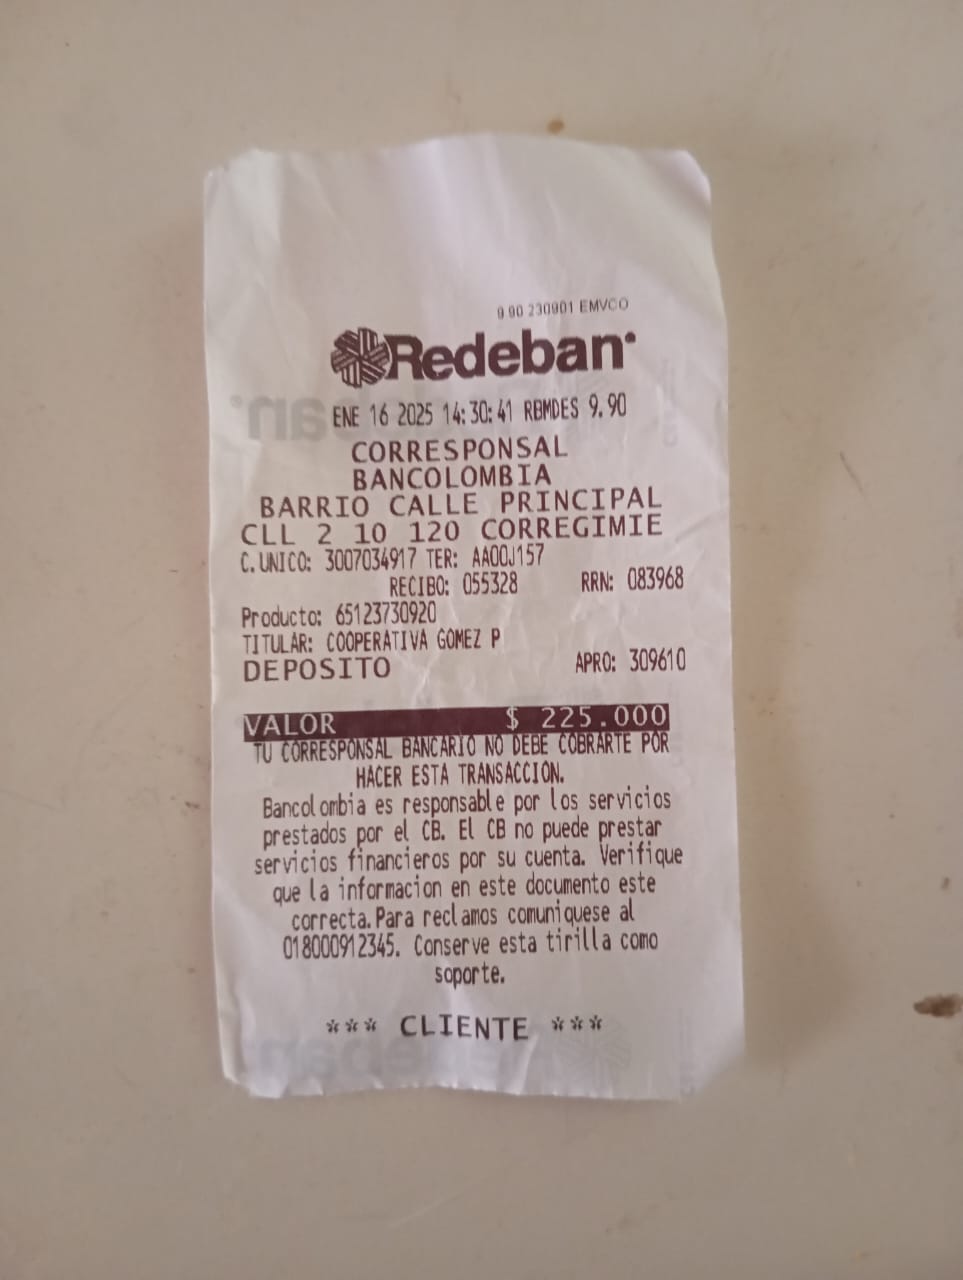 9.90 230901 EMVCO
Redeban
ENE 16 2025 14:30:41 RBMDES 9.90
CORRESPONSAL
BANCOLOMBIA
BARRIO CALLE PRINCIPAL
CLL 2 10 120 CORREGIMIE
C.UNICO: 3007034917 TER: AAOOJ157
RECIBO: 055328 RRN: 083968
Producto: 65123730920
TITULAR: COOPERATIVA GOMEZ P
DEPOSITO APRO: 309610
VALOR $ 225.000
TU CORRESPONSAL BANCARIO NO DEBE COBRARTE POR
HACER ESTA TRANSACCION.
Bancolombia es responsable por los servicios
prestados por el CB. El CB no puede prestar
servicios financieros por su cuenta. Verifique
que la informacion en este documento este
correcta.Para reclamos comuniquese al
018000912345. Conserve esta tirilla como
soporte.
*** CLIENTE ***